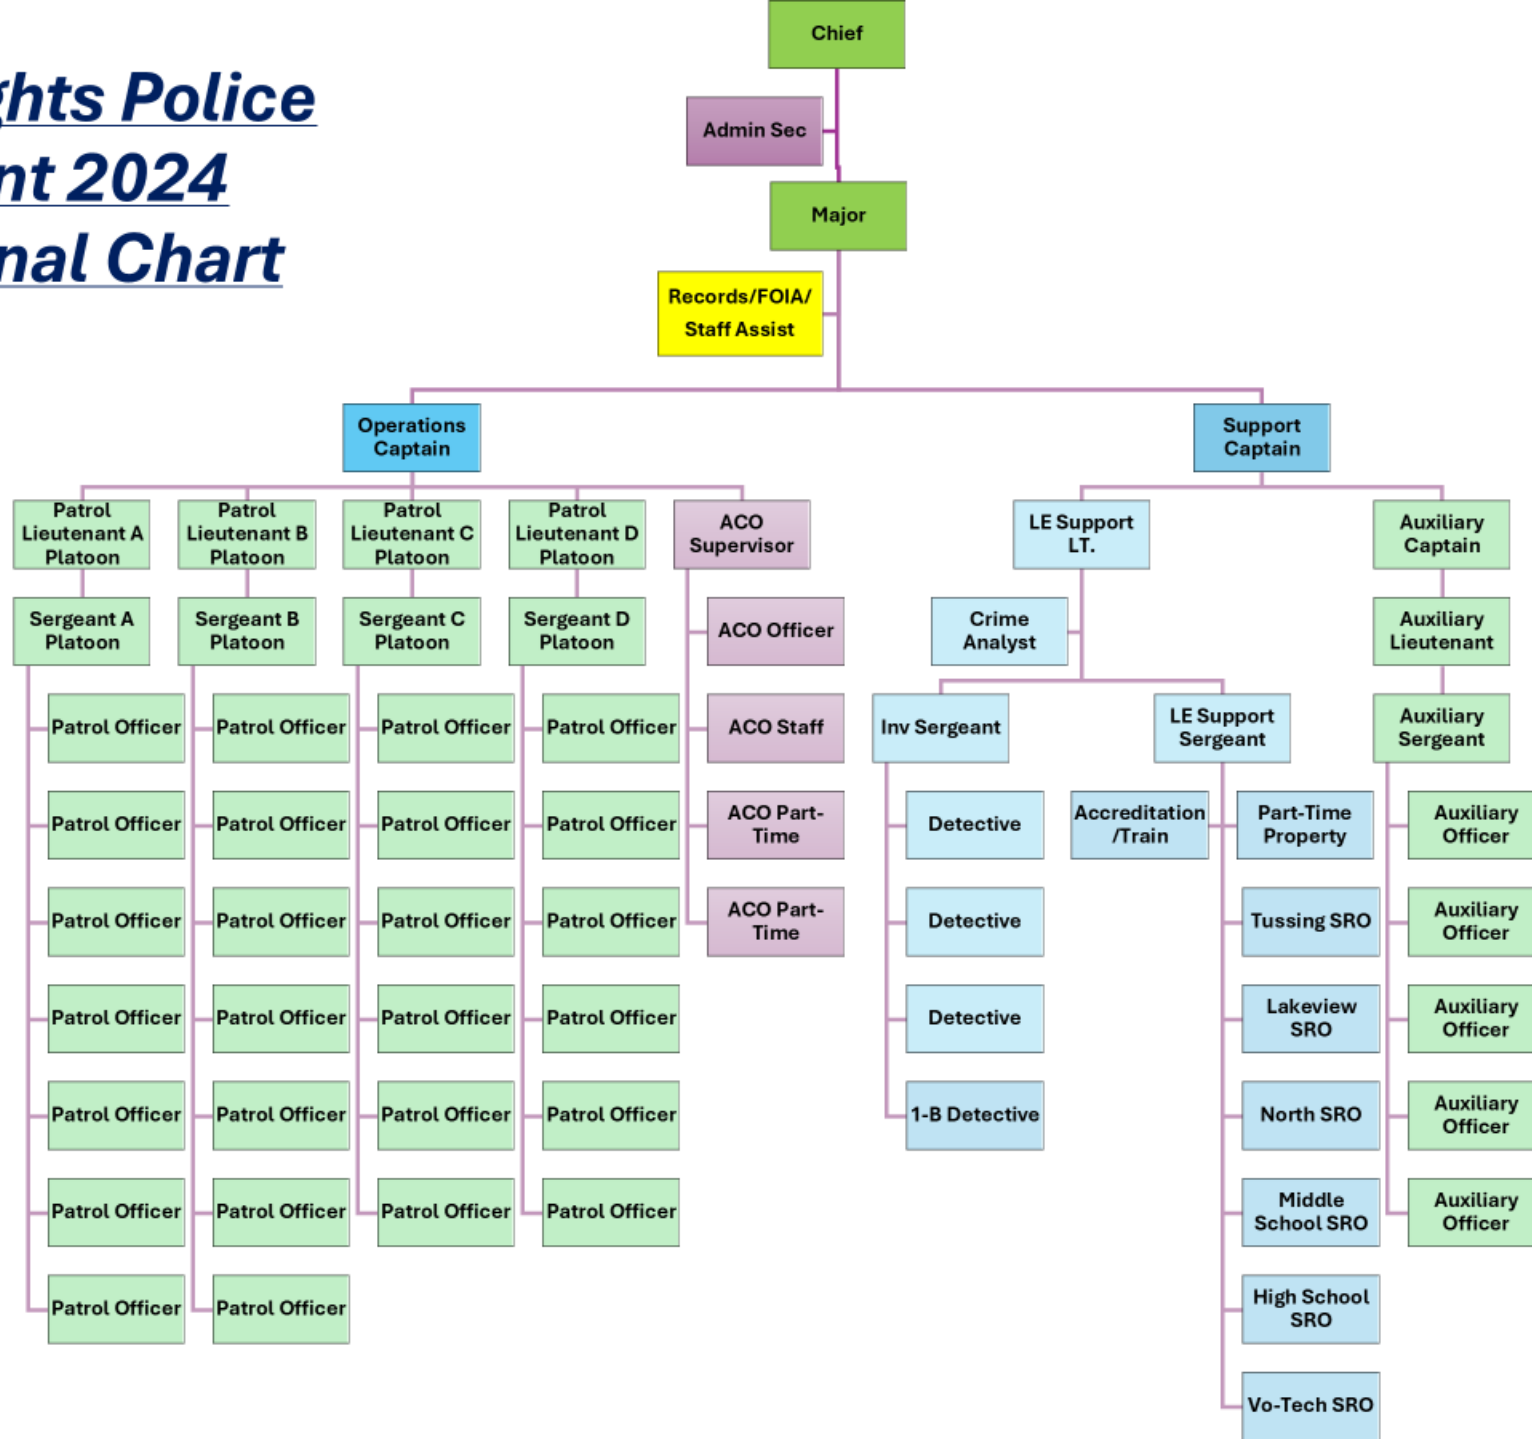 Chief
ghts Police
Admin Sec
nt 2024
Major
nal Chart
Records/FOIA/
Staff Assist
Operations
Captain
Support
Captain
Patrol
Lieutenant A
Platoon
Patrol
Lieutenant B
Platoon
Patrol
Lieutenant C
Platoon
Patrol
Lieutenant D
Platoon
ACO
Supervisor
LE Support
LT.
Auxiliary
Captain
Sergeant A
Platoon
Sergeant B
Platoon
Sergeant C
Platoon
Sergeant D
Platoon
ACO Officer
Crime
Analyst
Auxiliary
Lieutenant
Patrol Officer
Patrol Officer
Patrol Officer
Patrol Officer
ACO Staff
Inv Sergeant
LE Support
Sergeant
Auxiliary
Sergeant
Patrol Officer
Patrol Officer
Patrol Officer
Patrol Officer
ACO Part-
Time
Detective
Accreditation
/Train
Part-Time
Property
Auxiliary
Officer
Patrol Officer
Patrol Officer
Patrol Officer
Patrol Officer
ACO Part-
Time
Detective
Tussing SRO
Auxiliary
Officer
Patrol Officer
Patrol Officer
Patrol Officer
Patrol Officer
Detective
Lakeview
SRO
Auxiliary
Officer
Patrol Officer
Patrol Officer
Patrol Officer
Patrol Officer
1-B Detective
North SRO
Auxiliary
Officer
Patrol Officer
Patrol Officer
Patrol Officer
Patrol Officer
Middle
School SRO
Auxiliary
Officer
Patrol Officer
Patrol Officer
High School
SRO
Vo-Tech SRO